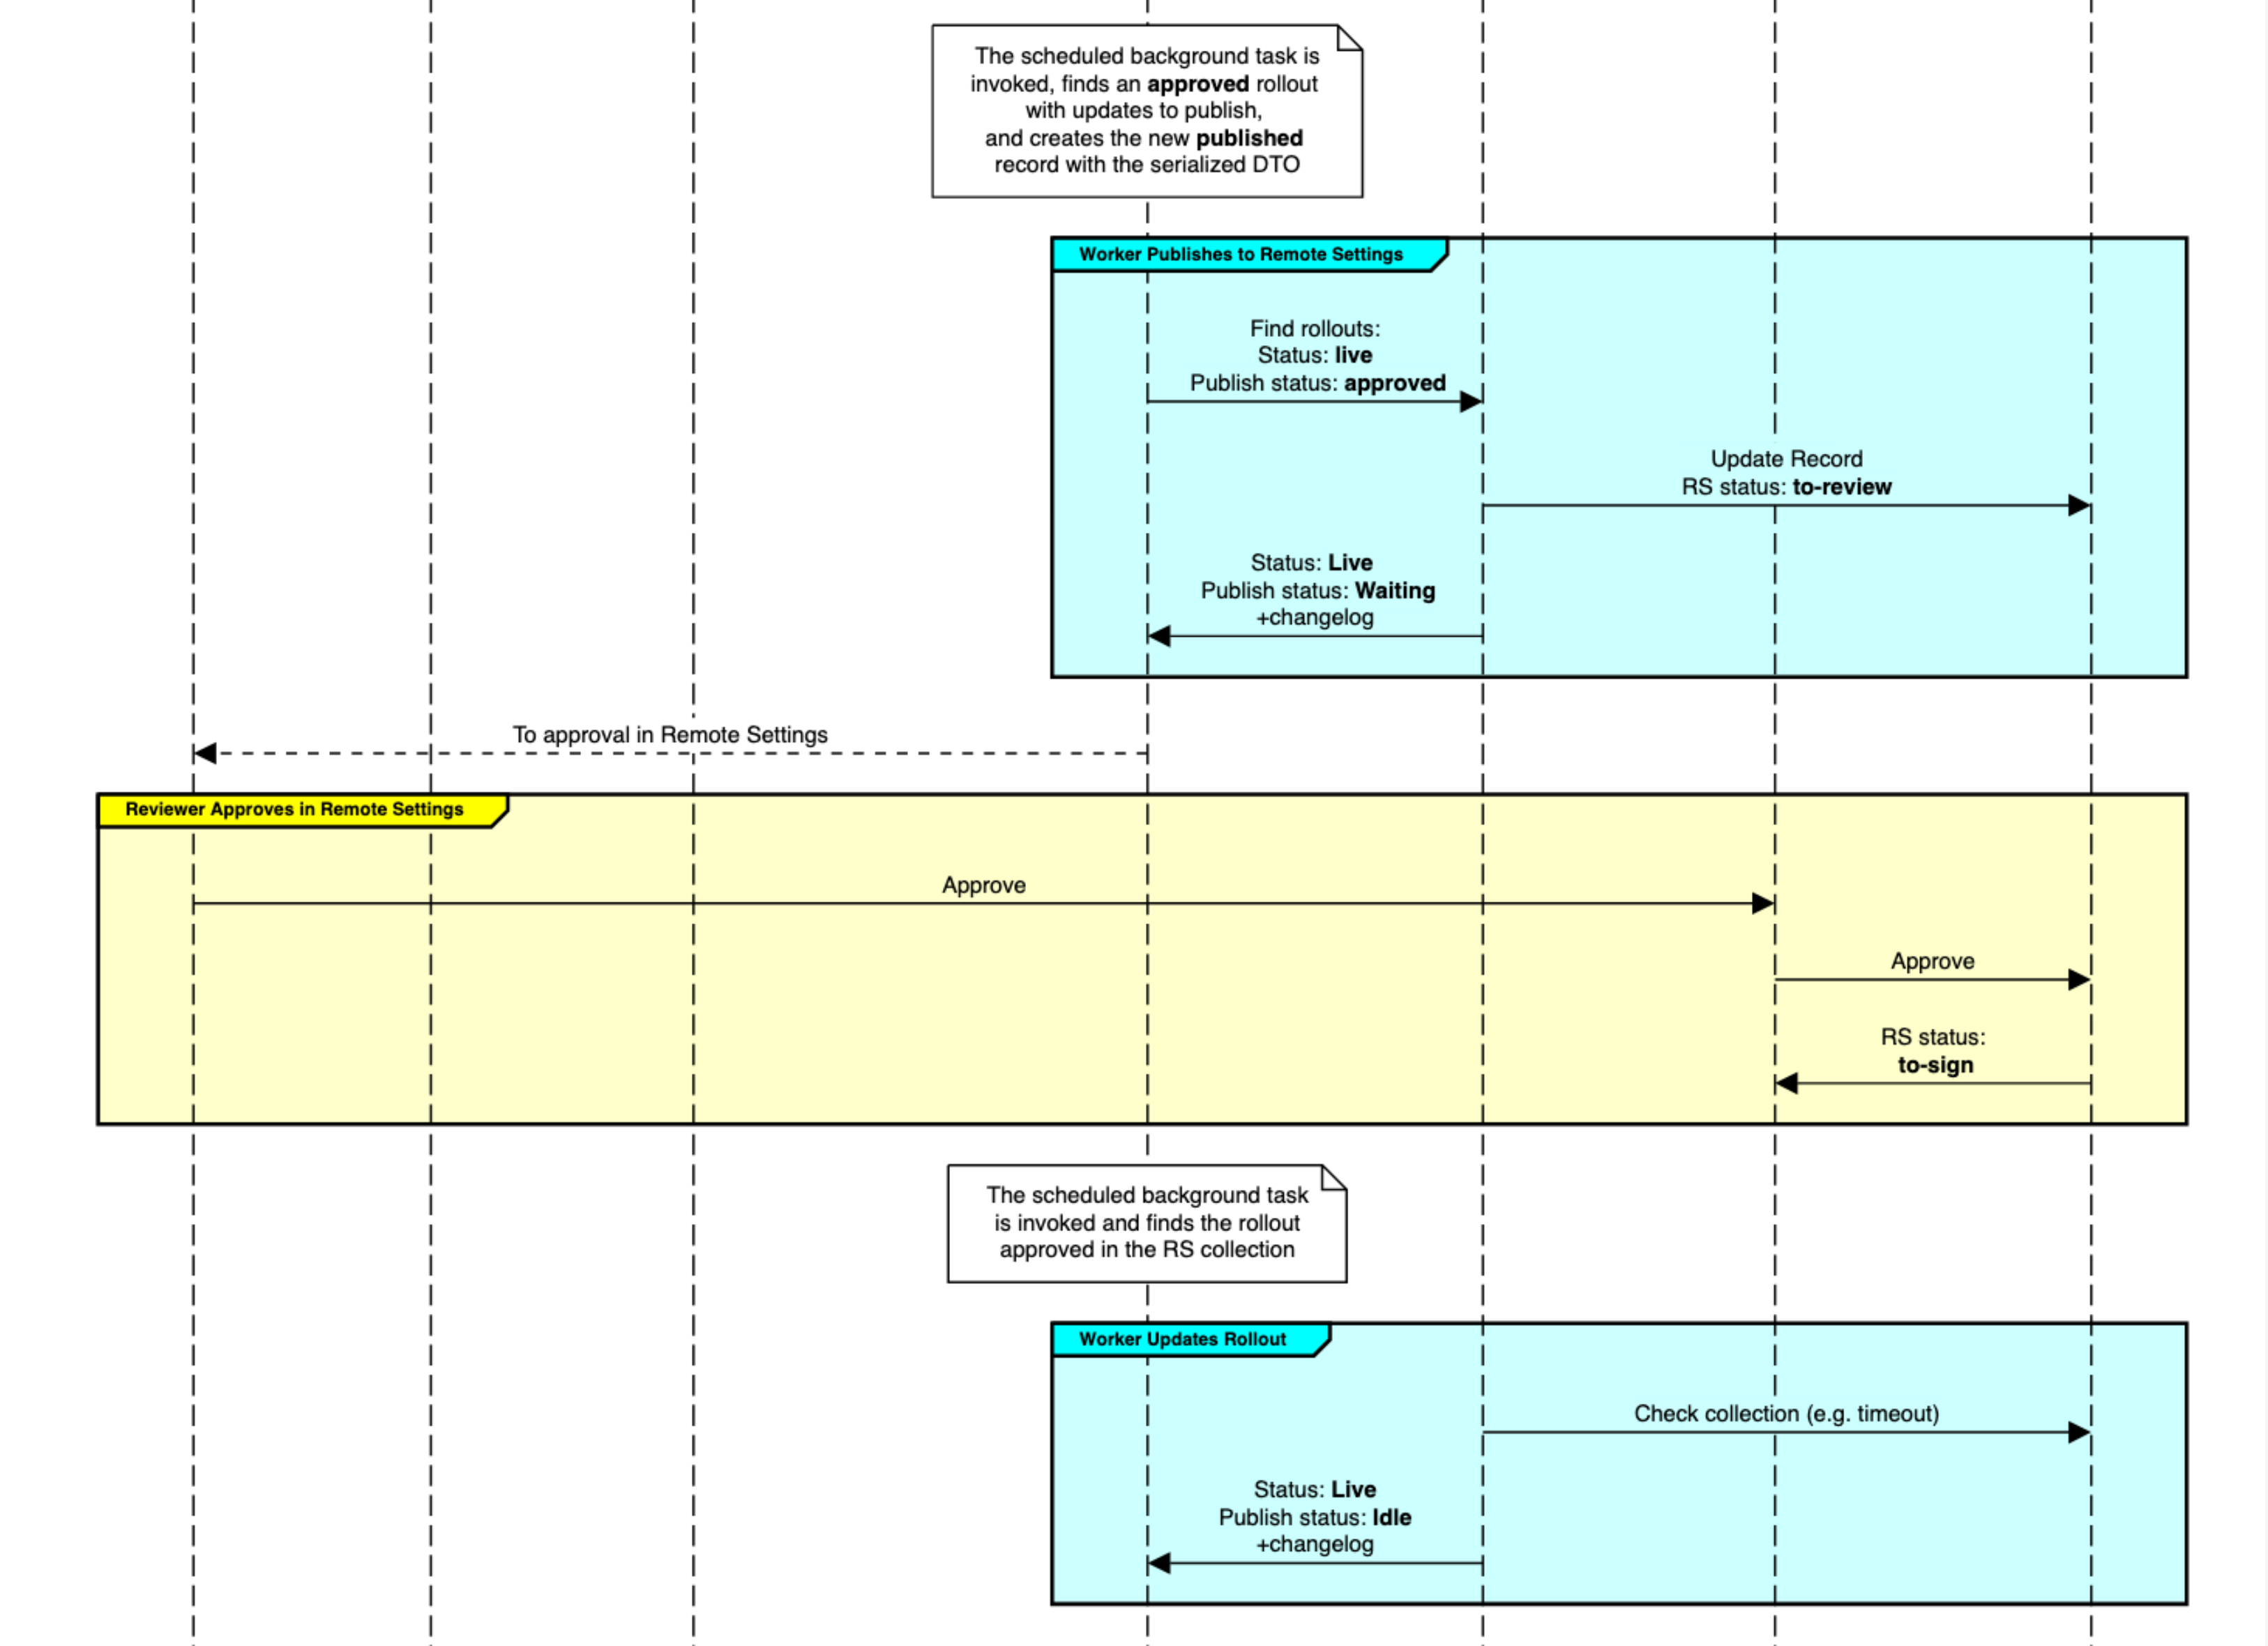 The scheduled background task is
invoked, finds an approved rollout
with updates to publish,
and creates the new published
record with the serialized DTO
Worker Publishes to Remote Settings
Find rollouts:
Status: live
Publish status: approved
Update Record
RS status: to-review
Status: Live
Publish status: Waiting
+changelog
To approval in Remote Settings
Reviewer Approves in Remote Settings
Approve
Approve
RS status:
to-sign
The scheduled background task
is invoked and finds the rollout
approved in the RS collection
Worker Updates Rollout
Check collection (e.g. timeout)
Status: Live
Publish status: Idle
+changelog